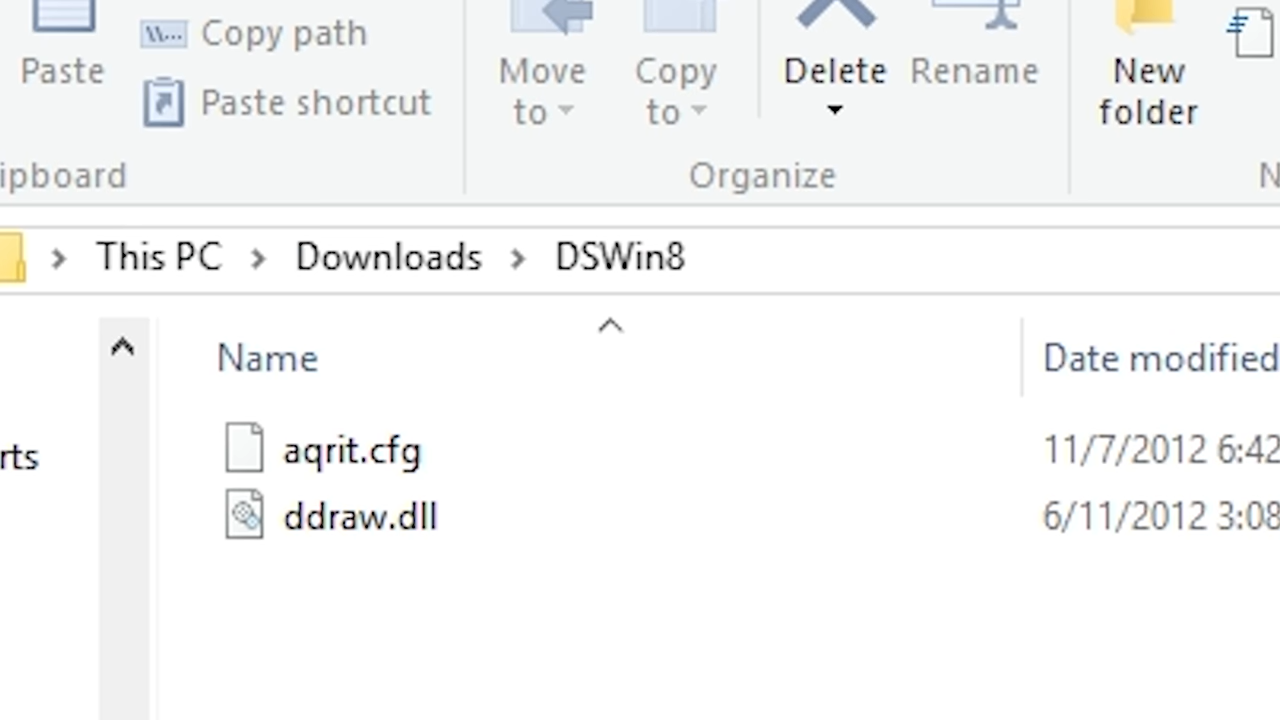 Copy path
Paste
Paste shortcut
Move to
Copy to
Delete
Rename
New folder
ipboard
Organize
N
This PC > Downloads > DSWin8
Name
Date modified
rts
aqrit.cfg
11/7/2012 6:42
ddraw.dll
6/11/2012 3:08